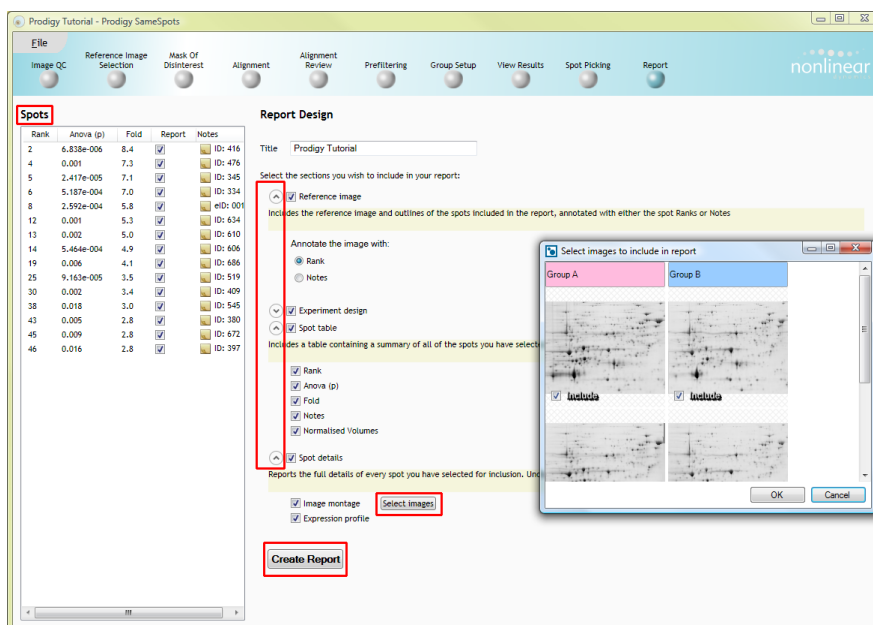 Prodigy Tutorial - Prodigy SameSpots
File
Image QC
Reference Image
Selection
Mask Of
Disinterest
Alignment
Alignment
Review
Prefiltering
Group Setup
View Results
Spot Picking
Report
nonlinear
Spots
Rank Anova (p) Fold Report Notes
2 6.838e-006 8.4 ID: 416
4 0.001 7.3 ID: 476
5 2.417e-005 7.1 ID: 345
6 5.187e-004 7.0 ID: 334
8 2.592e-004 5.8 eID: 001
12 0.001 5.3 ID: 634
13 0.002 5.0 ID: 610
14 5.464e-004 4.9 ID: 606
19 0.006 4.1 ID: 686
25 9.163e-005 3.5 ID: 519
30 0.002 3.4 ID: 409
38 0.018 3.0 ID: 545
43 0.005 2.8 ID: 380
45 0.009 2.8 ID: 672
46 0.016 2.8 ID: 397
Report Design
Title Prodigy Tutorial
Select the sections you wish to include in your report:
Reference image
Includes the reference image and outlines of the spots included in the report, annotated with either the spot Ranks or Notes
Annotate the image with:
Rank
Notes
Experiment design
Spot table
Includes a table containing a summary of all of the spots you have selected
Rank
Anova (p)
Fold
Notes
Normalised Volumes
Spot details
Reports the full details of every spot you have selected for inclusion.
Image montage Select images
Expression profile
Create Report
Select images to include in report
Group A Group B
Include Include
OK Cancel